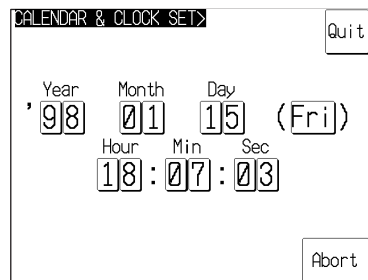 CALENDAR & CLOCK SET>
Quit
Year Month Day
'98 01 15 (Fri)
Hour Min Sec
18:07:03
Abort